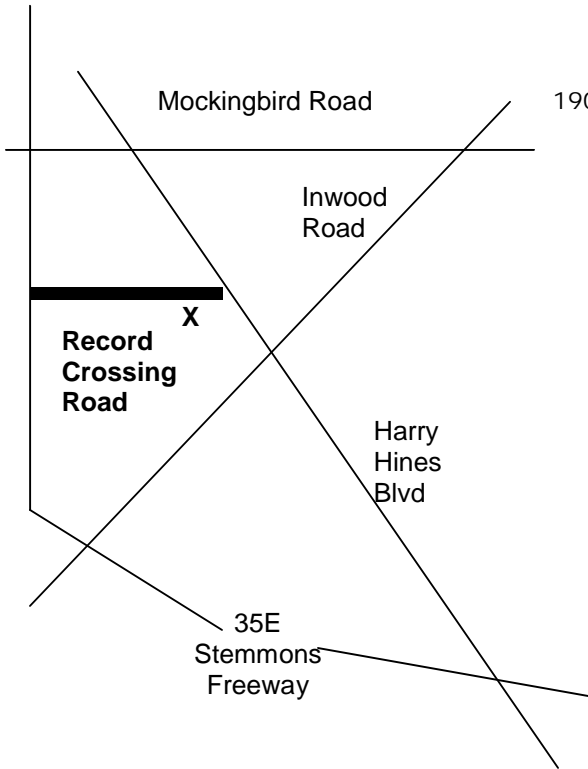 Mockingbird Road
190
Inwood
Road
X
Record
Crossing
Road
Harry
Hines
Blvd
35E
Stemmons
Freeway